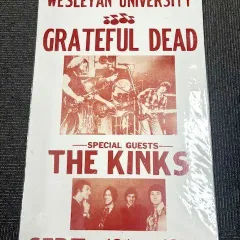 WESLEYAN UNIVERSITY
GRATEFUL DEAD
SPECIAL GUESTS
THE KINKS